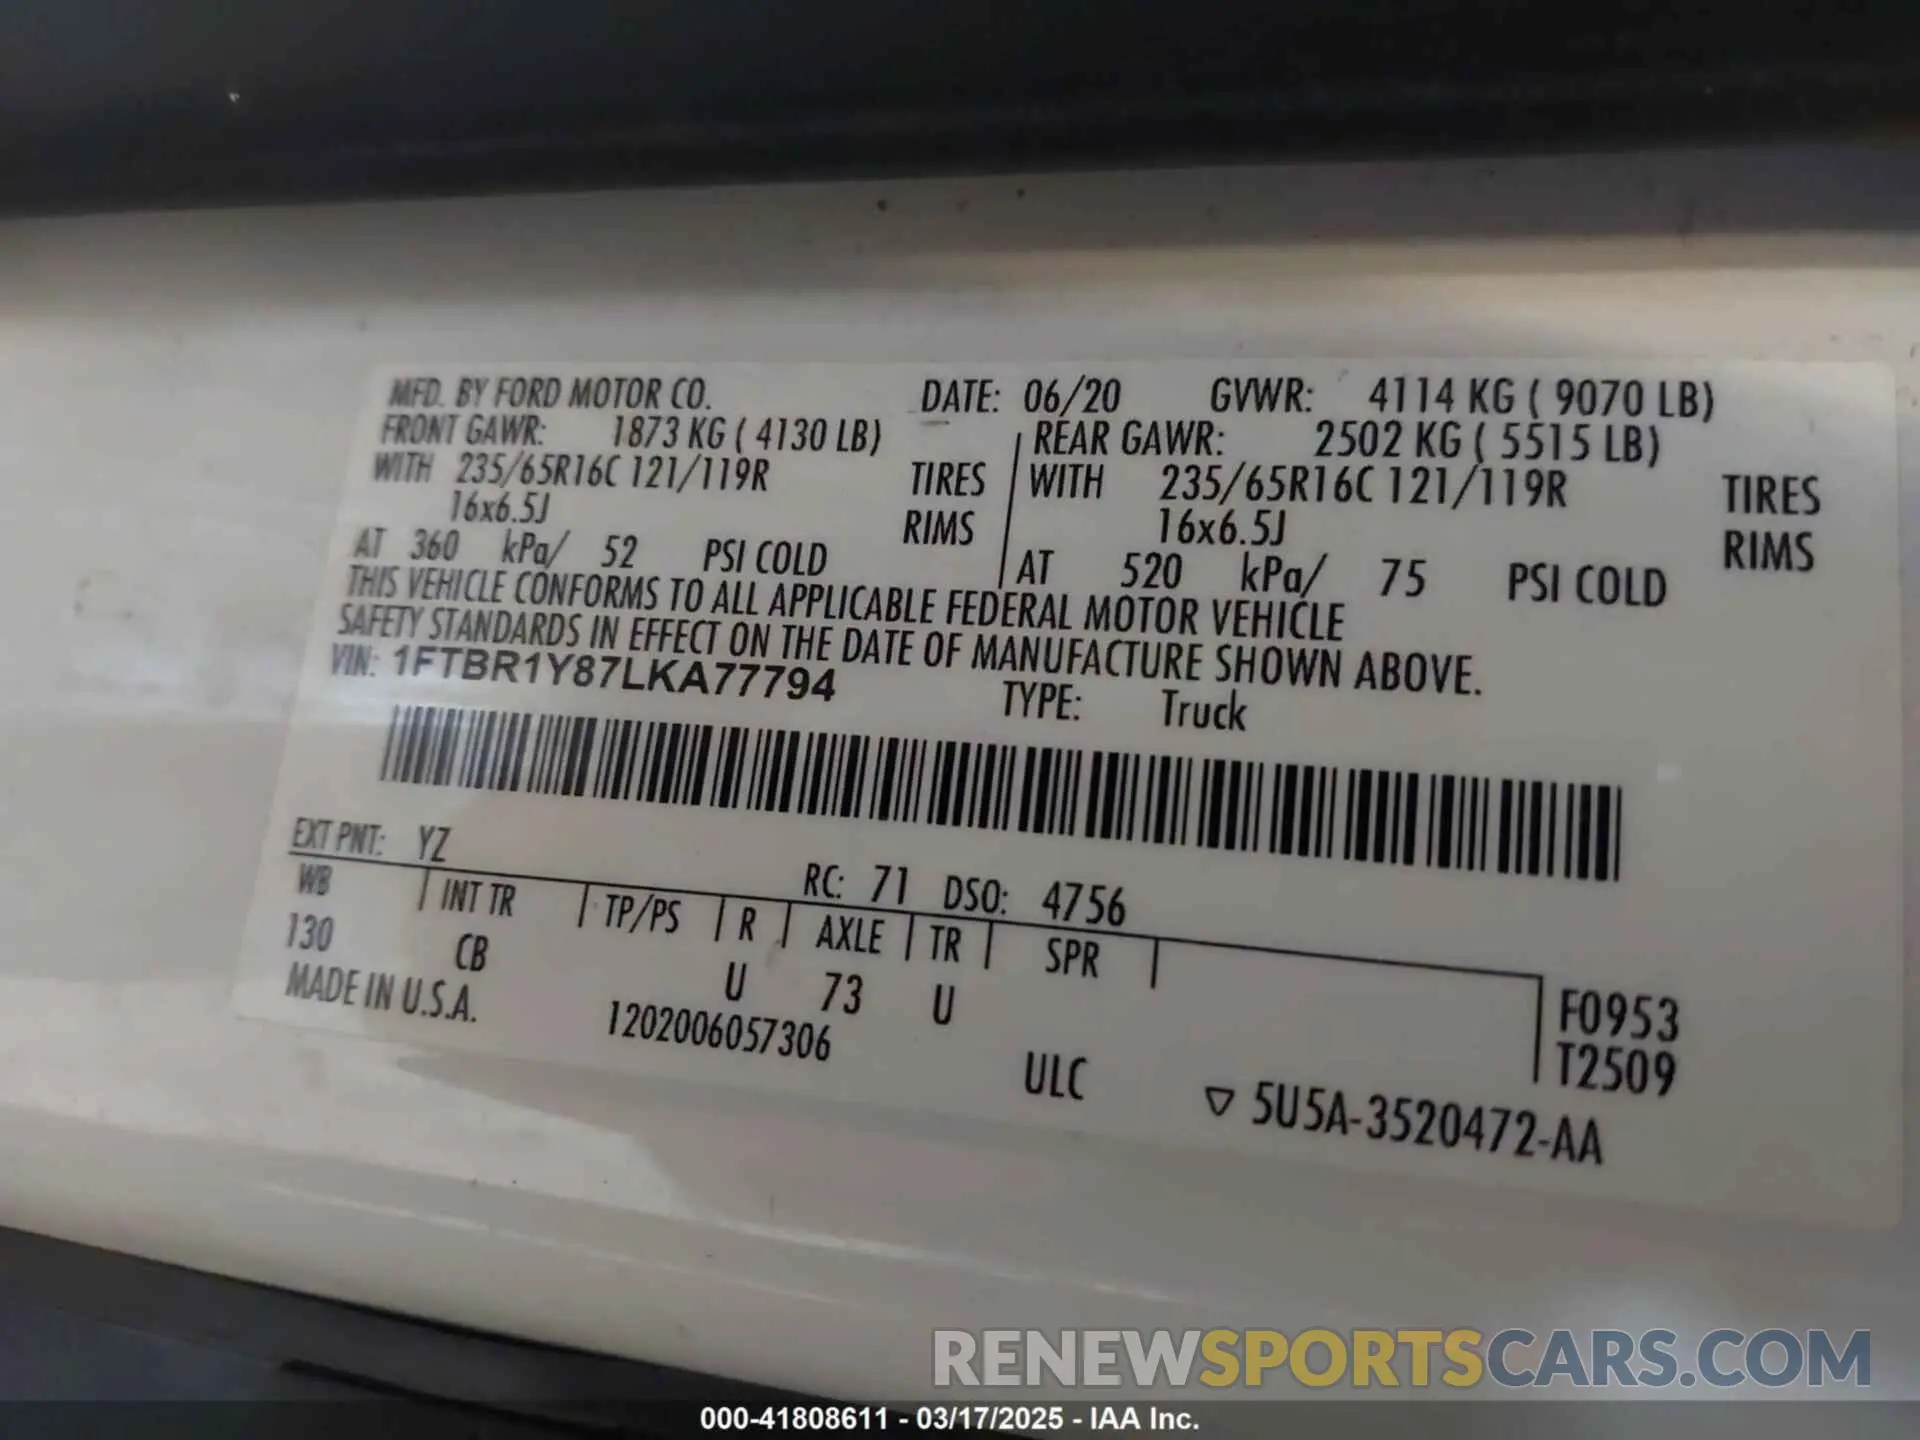 MFD. BY FORD MOTOR CO. DATE: 06/20 GVWR: 4114 KG ( 9070 LB)
FRONT GAWR: 1873 KG ( 4130 LB) REAR GAWR: 2502 KG ( 5515 LB)
WITH 235/65R16C 121/119R TIRES WITH 235/65R16C 121/119R TIRES
16x6.5J RIMS 16x6.5J RIMS
AT 360 kPa/ 52 PSI COLD AT 520 kPa/ 75 PSI COLD
THIS VEHICLE CONFORMS TO ALL APPLICABLE FEDERAL MOTOR VEHICLE
SAFETY STANDARDS IN EFFECT ON THE DATE OF MANUFACTURE SHOWN ABOVE.
VIN: 1FTBR1Y87LKA77794 TYPE: Truck
EXT PNT: YZ RC: 71 DSO: 4756
WB INT TR TP/PS R AXLE TR SPR
130 CB U 73 U F0953
T2509
MADE IN U.S.A. 1202006057306 ULC ▽ 5U5A-3520472-AA
RENEWSPORTSCARS.COM
000-41808611 - 03/17/2025 - IAA Inc.